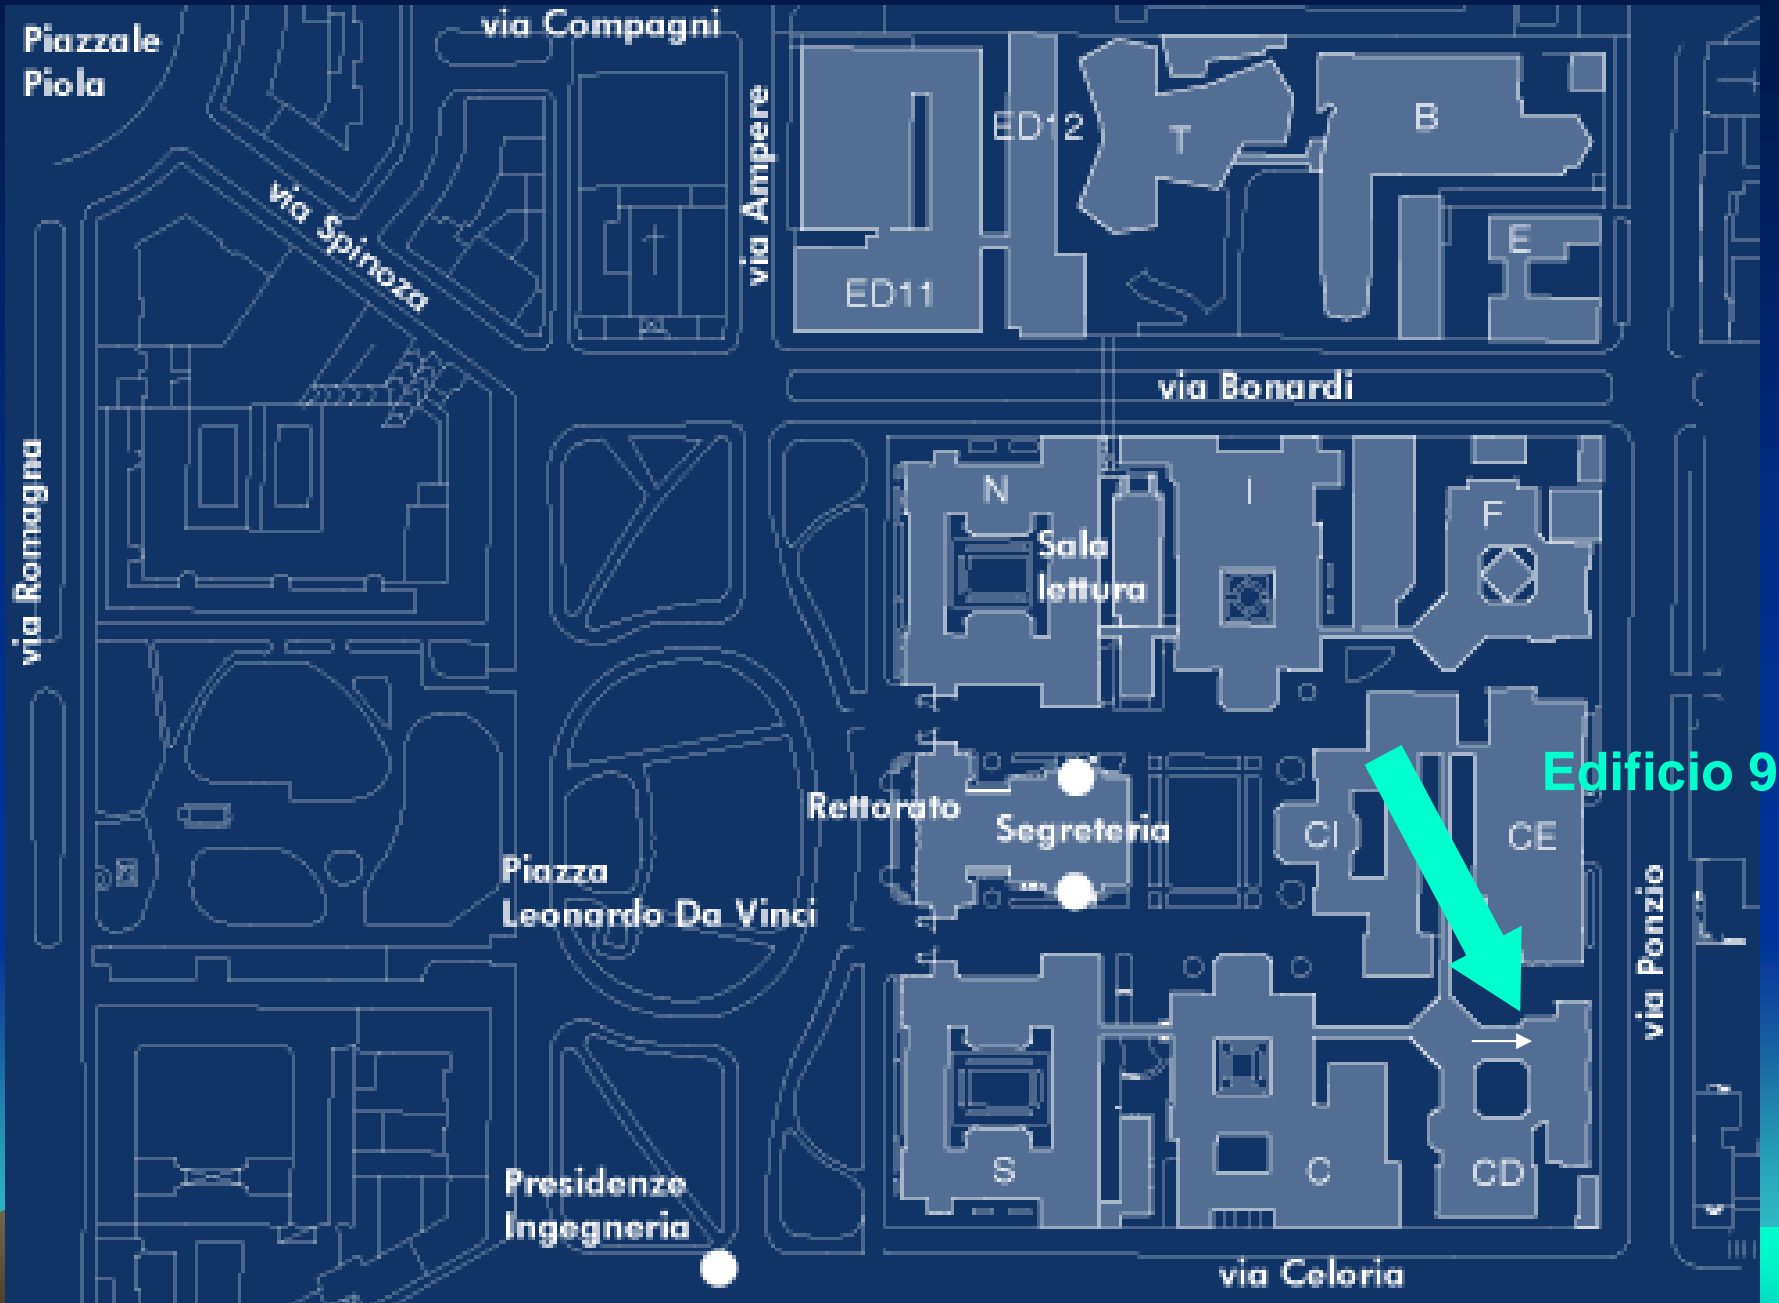 Piazzale
Piola
via Compagni
via Ampere
ED12
T
B
via Spinoza
E
ED11
via Bonardi
via Romagna
N
I
F
Sala
lettura
Edificio 9
Rettorato
Segreteria
CI
CE
Piazza
Leonardo Da Vinci
via Ponzio
S
C
CD
Presidenze
Ingegneria
via Celoria